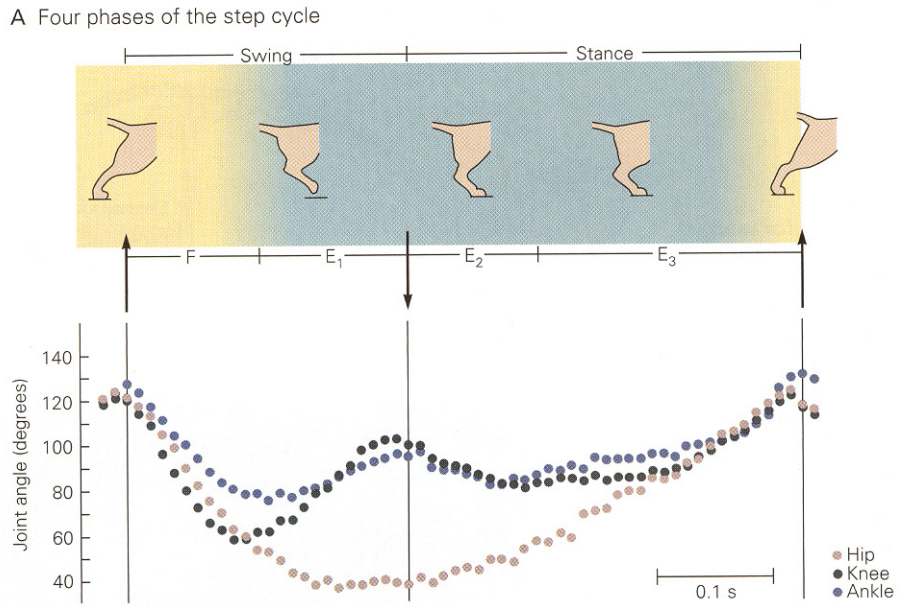 A Four phases of the step cycle
Swing
Stance
F
E1
E2
E3
Joint angle (degrees)
140
120
100
80
60
40
0.1 s
Hip
Knee
Ankle